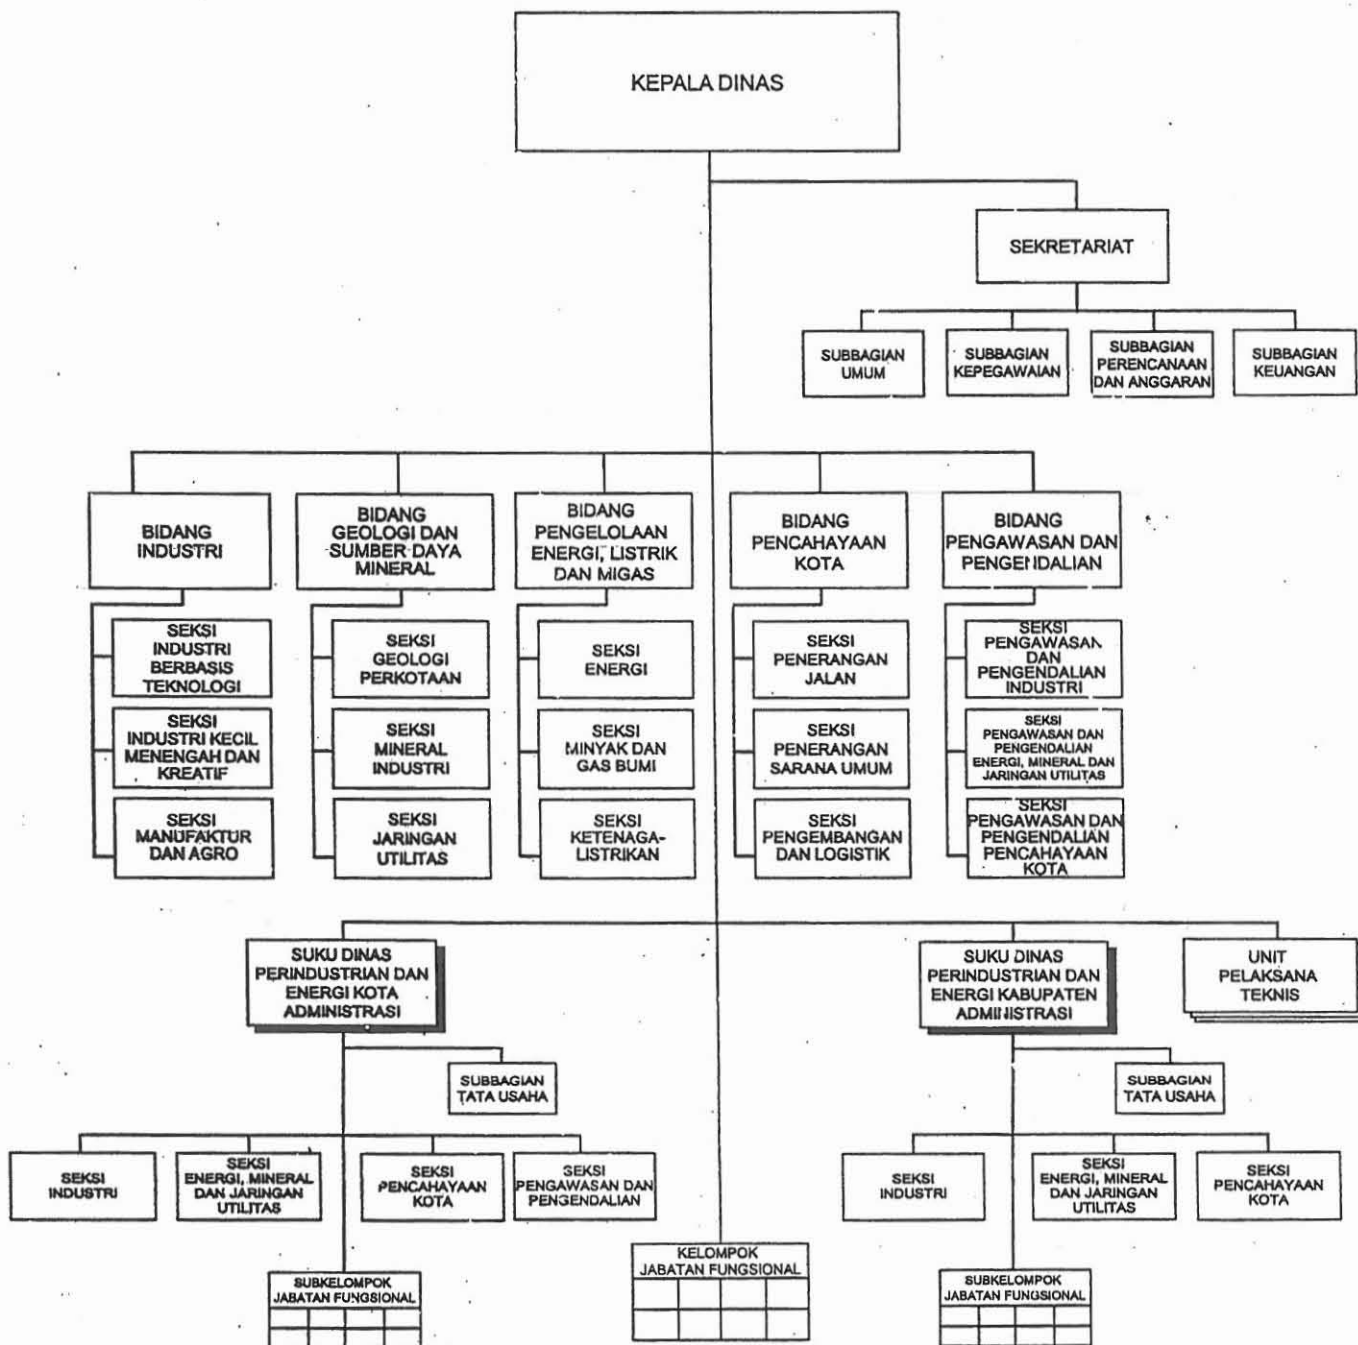 KEPALA DINAS
SEKRETARIAT
SUBBAGIAN
UMUM
SUBBAGIAN
KEPEGAWAIAN
SUBBAGIAN
PERENCANAAN
DAN ANGGARAN
SUBBAGIAN
KEUANGAN
BIDANG
INDUSTRI
BIDANG
GEOLOGI DAN
SUMBER DAYA
MINERAL
BIDANG
PENGELOLAAN
ENERGI, LISTRIK
DAN MIGAS
BIDANG
PENCAHAYAAN
KOTA
BIDANG
PENGAWASAN DAN
PENGENDALIAN
SEKSI
INDUSTRI
BERBASIS
TEKNOLOGI
SEKSI
INDUSTRI KECIL
MENENGAH DAN
KREATIF
SEKSI
MANUFAKTUR
DAN AGRO
SEKSI
GEOLOGI
PERKOTAAN
SEKSI
MINERAL
INDUSTRI
SEKSI
JARINGAN
UTILITAS
SEKSI
ENERGI
SEKSI
MINYAK DAN
GAS BUMI
SEKSI
KETENAGA-
LISTRIKAN
SEKSI
PENERANGAN
JALAN
SEKSI
PENERANGAN
SARANA UMUM
SEKSI
PENGEMBANGAN
DAN LOGISTIK
SEKSI
PENGAWASAN
DAN
PENGENDALIAN
INDUSTRI
SEKSI
PENGAWASAN DAN
PENGENDALIAN
ENERGI, MINERAL DAN
JARINGAN UTILITAS
SEKSI
PENGAWASAN DAN
PENGENDALIAN
PENCAHAYAAN
KOTA
SUKU DINAS
PERINDUSTRIAN DAN
ENERGI KOTA
ADMINISTRASI
SUKU DINAS
PERINDUSTRIAN DAN
ENERGI KABUPATEN
ADMINISTRASI
UNIT
PELAKSANA
TEKNIS
SUBBAGIAN
TATA USAHA
SUBBAGIAN
TATA USAHA
SEKSI
INDUSTRI
SEKSI
ENERGI, MINERAL
DAN JARINGAN
UTILITAS
SEKSI
PENCAHAYAAN
KOTA
SEKSI
PENGAWASAN DAN
PENGENDALIAN
SEKSI
INDUSTRI
SEKSI
ENERGI, MINERAL
DAN JARINGAN
UTILITAS
SEKSI
PENCAHAYAAN
KOTA
SUBKELOMPOK
JABATAN FUNGSIONAL
KELOMPOK
JABATAN FUNGSIONAL
SUBKELOMPOK
JABATAN FUNGSIONAL